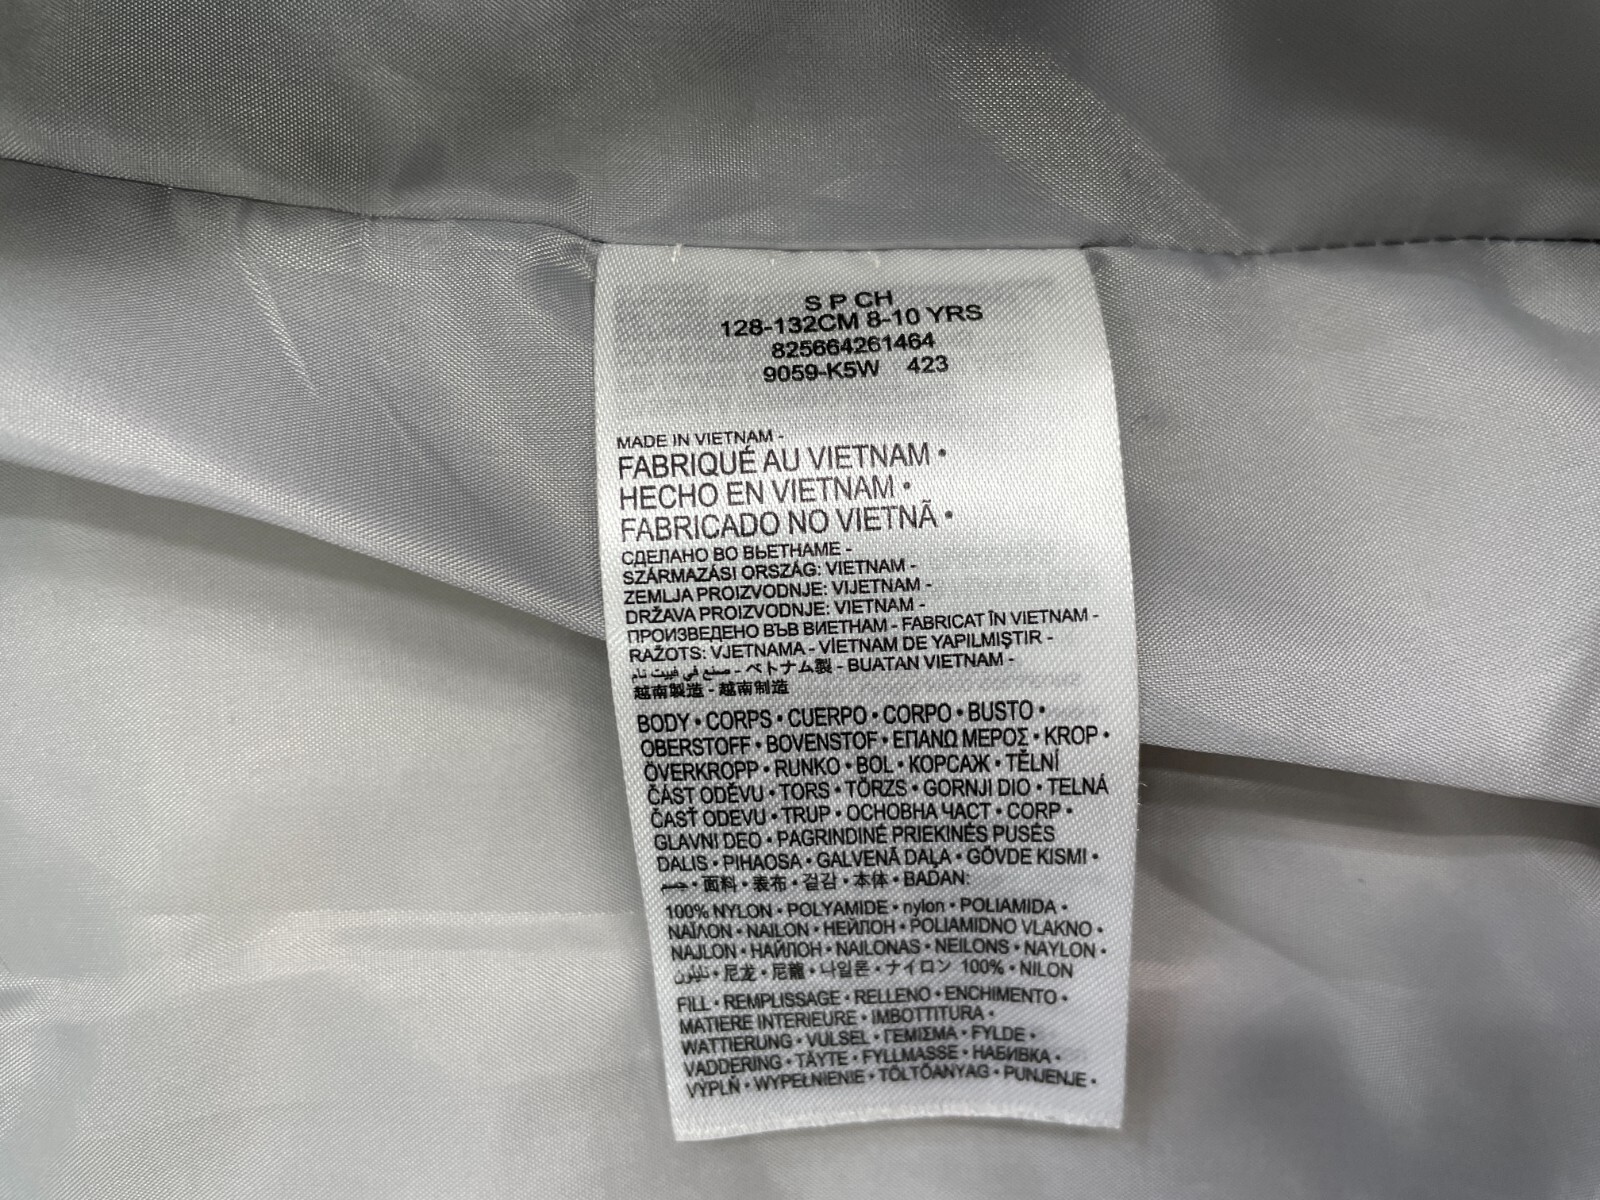 S P CH
128-132CM 8-10 YRS
825664261464
9059-K5W 423
MADE IN VIETNAM -
FABRIQUÉ AU VIETNAM •
HECHO EN VIETNAM •
FABRICADO NO VIETNÃ •
СДЕЛАНО ВО ВЬЕТНАМЕ -
SZÁRMAZÁSI ORSZÁG: VIETNAM -
ZEMLJA PROIZVODNJE: VIJETNAM -
DRŽAVA PROIZVODNJE: VIETNAM -
ПРОИЗВЕДЕНО ВЪВ ВИЕТНАМ - FABRICAT ÎN VIETNAM -
RAŽOTS: VJETNAMA - VİETNAM DE YAPILMIŞTIR -
صنع في فييت نام - ベトナム製 - BUATAN VIETNAM -
越南製造 - 越南制造
BODY • CORPS • CUERPO • CORPO • BUSTO •
OBERSTOFF • BOVENSTOF • ΕΠΑΝΩ ΜΕΡΟΣ • KROP •
ÖVERKROPP • RUNKO • BOL • КОРСАЖ • TĚLNÍ
ČÁST ODĚVU • TORS • TÖRZS • GORNJI DIO • TELNÁ
ČASŤ ODEVU • TRUP • ОСНОВНА ЧАСТ • CORP •
GLAVNI DEO • PAGRINDINĖ PRIEKINĖS PUSĖS
DALIS • PIHAOSA • GALVENĀ DAĻA • GÖVDE KISMI •
جسم • 面料 • 表布 • 겉감 • 本体 • BADAN:
100% NYLON • POLYAMIDE • nylon • POLIAMIDA •
ΝΑΪΛΟΝ • NAILON • НЕЙЛОН • POLIAMIDNO VLAKNO •
NAJLON • НАЙЛОН • NAILONAS • NEILONS • NAYLON •
نايلون • 尼龙 • 尼龍 • 나일론 • ナイロン 100% • NILON
FILL • REMPLISSAGE • RELLENO • ENCHIMENTO •
MATIERE INTERIEURE • IMBOTTITURA •
WATTIERUNG • VULSEL • ΓΕΜΙΣΜΑ • FYLDE •
VADDERING • TÄYTE • FYLLMASSE • НАБИВКА •
VÝPLŇ • WYPEŁNIENIE • TÖLTŐANYAG • PUNJENJE •